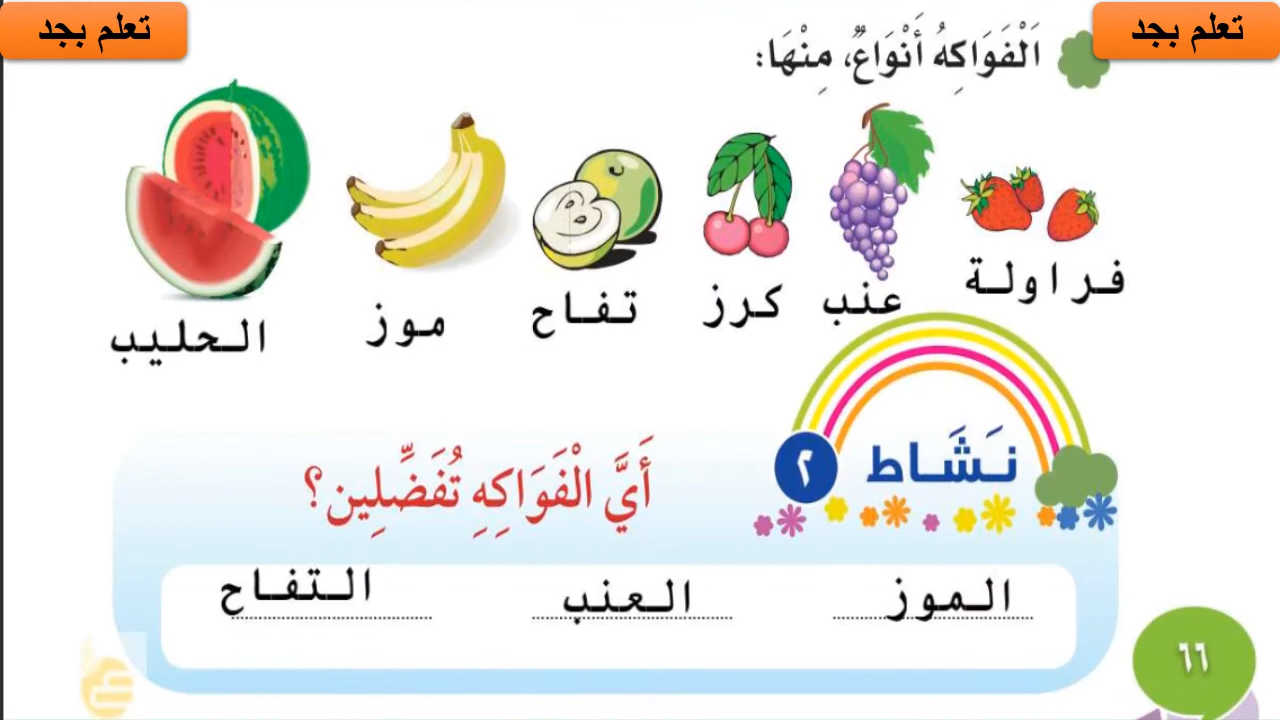 تعلم بجد
تعلم بجد
اَلْفَوَاكِهُ أَنْوَاعٌ، مِنْهَا:
فراولة
عنب
كرز
تفاح
موز
الحليب
نَشَاط ٢
أَيَّ الْفَوَاكِهِ تُفَضِّلِين؟
الموز
العنب
التفاح
٦٦